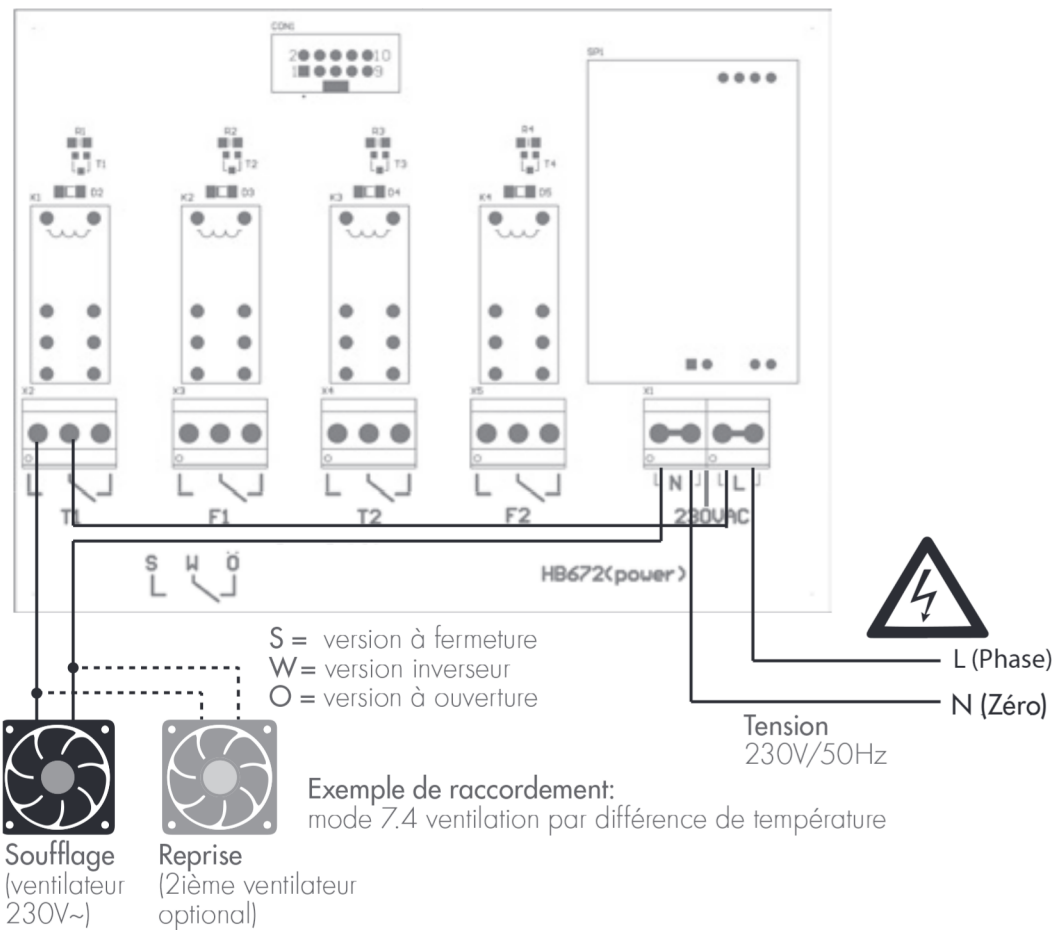 CON1
2 10
1 9
SP1
R1 R2 R3 R4
T1 T2 T3 T4
D2 D3 D4 D5
K1 K2 K3 K4
X2 X3 X4 X5 X1
N L
T1 F1 T2 F2 230VAC
S W Ö
HB672(power)
S = version à fermeture
W = version inverseur
O = version à ouverture
L (Phase)
N (Zéro)
Tension
230V/50Hz
Exemple de raccordement:
mode 7.4 ventilation par différence de température
Soufflage
(ventilateur
230V~)
Reprise
(2ième ventilateur
optional)